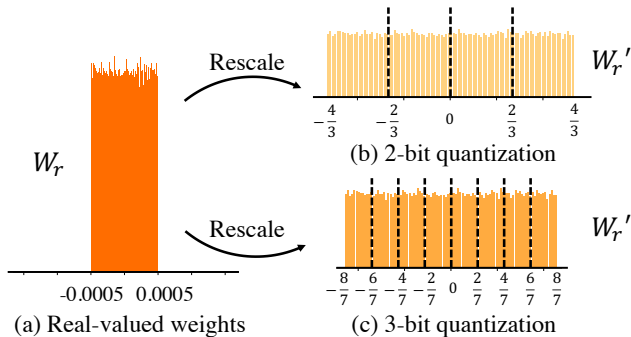 Rescale
W_r'
-4/3 -2/3 0 2/3 4/3
(b) 2-bit quantization
W_r
Rescale
W_r'
-0.0005 0.0005
-8/7 -6/7 -4/7 -2/7 0 2/7 4/7 6/7 8/7
(a) Real-valued weights
(c) 3-bit quantization